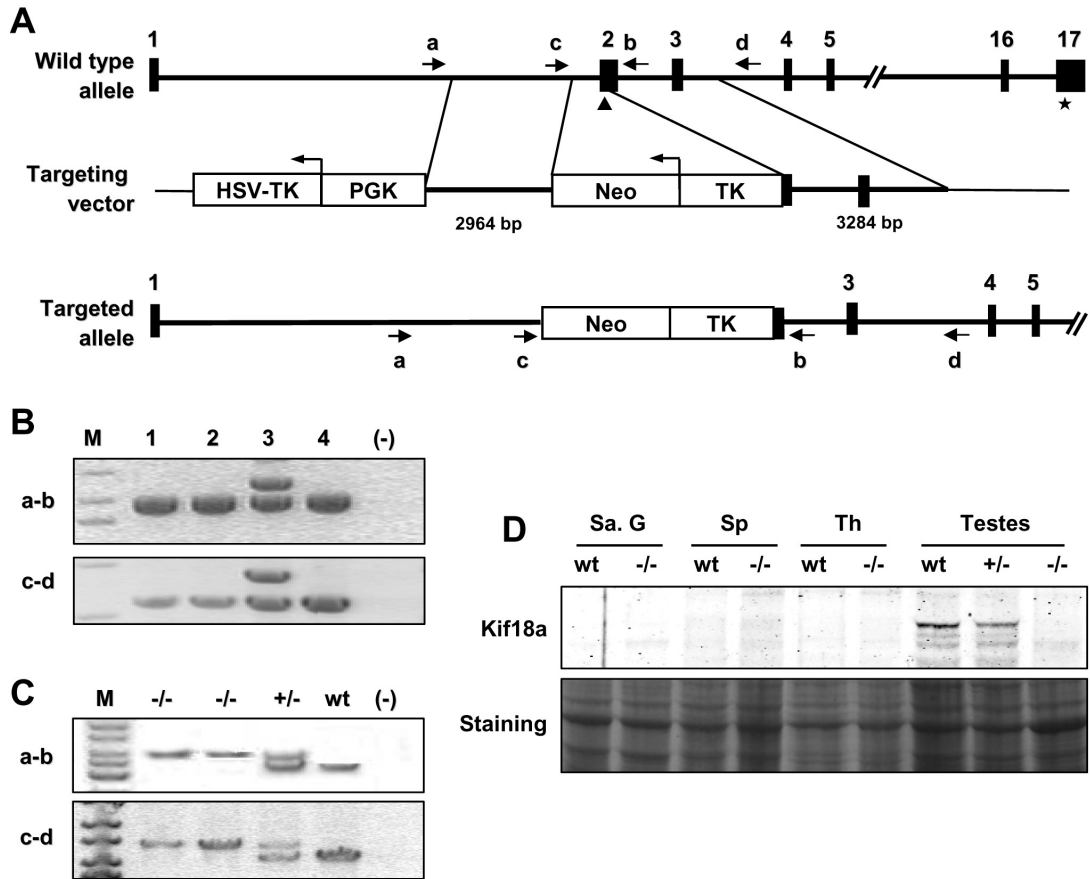 A
1 a c 2 b 3 d 4 5 16 17
Wild type
allele
Targeting
vector
HSV-TK PGK Neo TK
2964 bp 3284 bp
1 3 4 5
Targeted
allele
Neo TK
a c b d
B
M 1 2 3 4 (-)
a-b
c-d
C
M -/- -/- +/- wt (-)
a-b
c-d
D
Sa. G Sp Th Testes
wt -/- wt -/- wt -/- wt +/- -/-
Kif18a
Staining